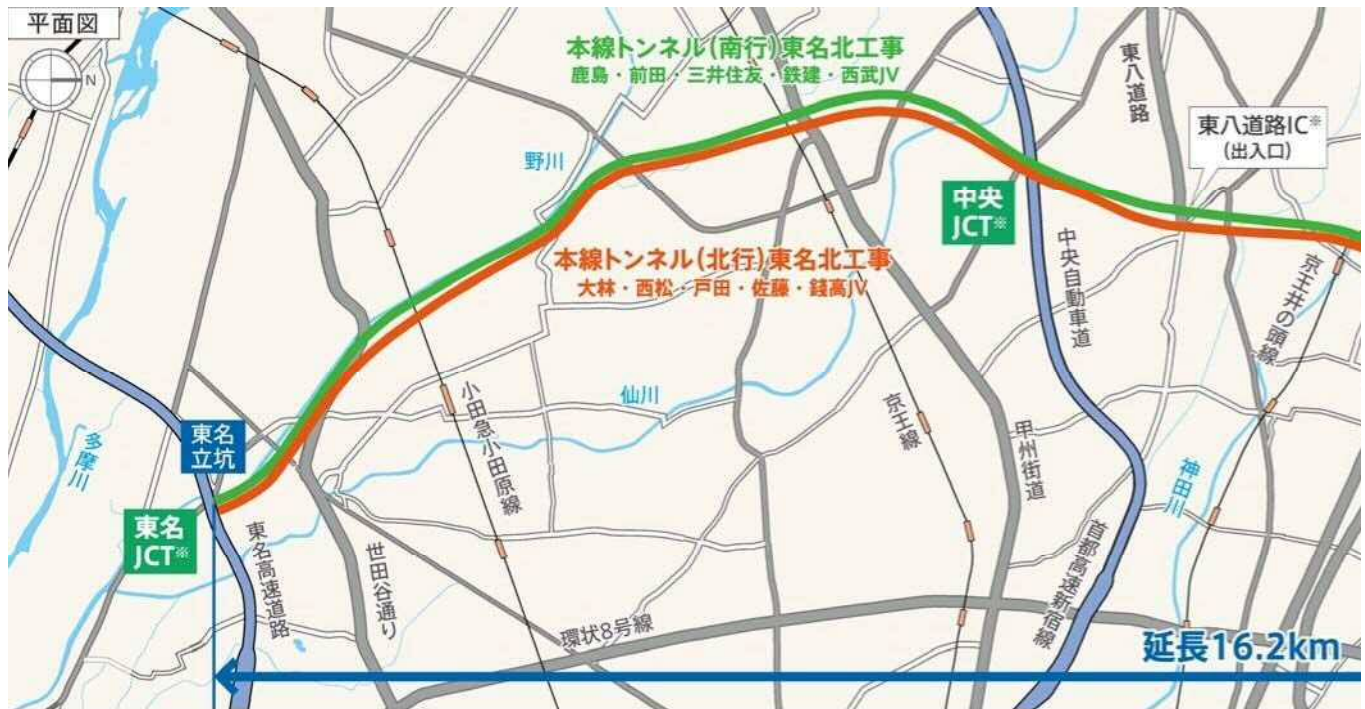 平面図
N
本線トンネル(南行)東名北工事
鹿島・前田・三井住友・鉄建・西武JV
東八道路
東八道路IC※
(出入口)
野川
中央
JCT※
本線トンネル(北行)東名北工事
大林・西松・戸田・佐藤・錢高JV
中央自動車道
京王井の頭線
仙川
小田急小田原線
京王線
甲州街道
多摩川
東名
立坑
神田川
東名
JCT※
東名高速道路
世田谷通り
首都高速新宿線
環状8号線
延長16.2km